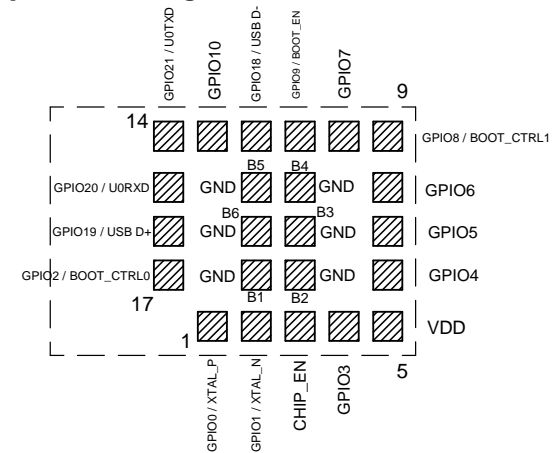 GPIO21 / U0TXD
GPIO10
GPIO18 / USB D-
GPIO9 / BOOT_EN
GPIO7
9
14
GPIO8 / BOOT_CTRL1
B5
B4
GPIO20 / U0RXD
GND
GND
GPIO6
B6
B3
GPIO19 / USB D+
GND
GND
GPIO5
GPIO2 / BOOT_CTRL0
GND
GND
GPIO4
17
B1
B2
1
VDD
5
GPIO0 / XTAL_P
GPIO1 / XTAL_N
CHIP_EN
GPIO3